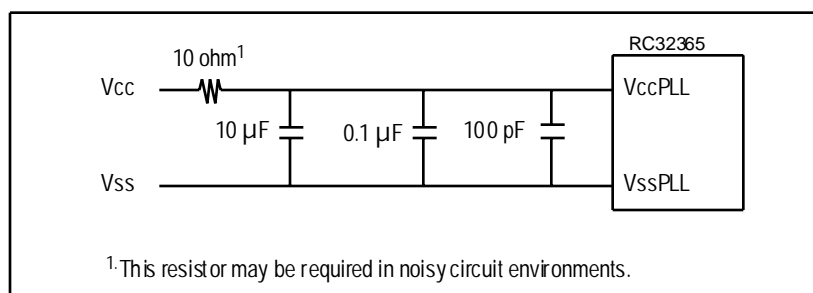 RC32365
10 ohm¹
Vcc
VccPLL
10 µF
0.1 µF
100 pF
Vss
VssPLL
¹·This resistor may be required in noisy circuit environments.